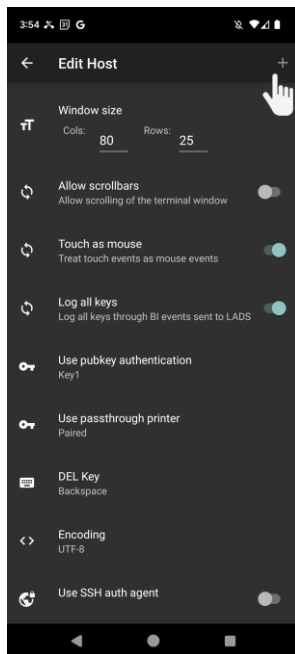 3:54 31 G
Edit Host +
Window size
Cols: 80 Rows: 25
Allow scrollbars
Allow scrolling of the terminal window
Touch as mouse
Treat touch events as mouse events
Log all keys
Log all keys through BI events sent to LADS
Use pubkey authentication
Key1
Use passthrough printer
Paired
DEL Key
Backspace
Encoding
UTF-8
Use SSH auth agent